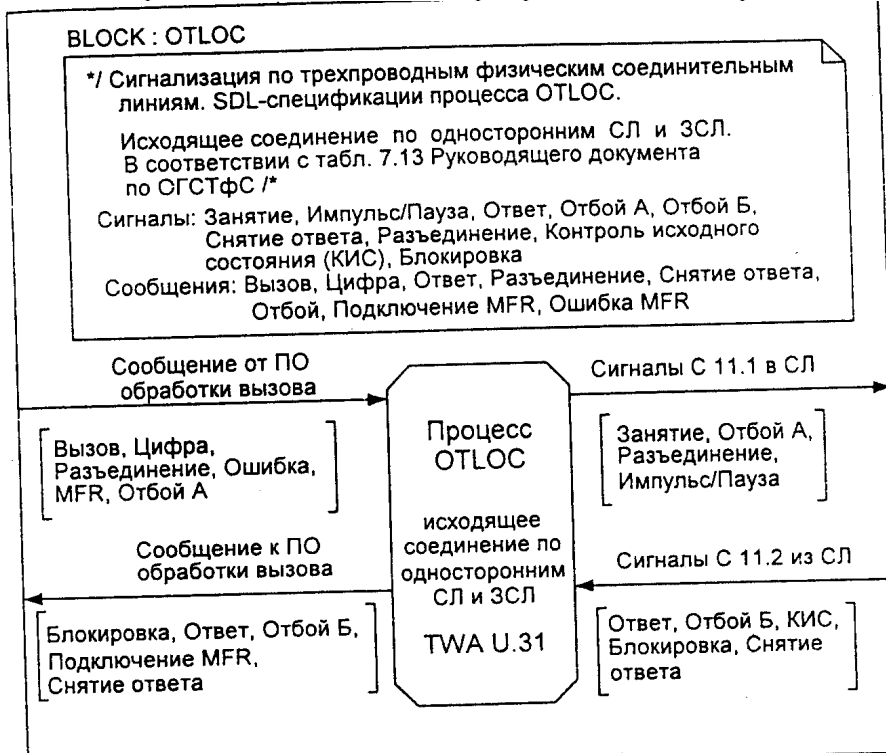 BLOCK : OTLOC
*/ Сигнализация по трехпроводным физическим соединительным
линиям. SDL-спецификации процесса OTLOC.
Исходящее соединение по односторонним СЛ и ЗСЛ.
В соответствии с табл. 7.13 Руководящего документа
по ОГСТфС /*
Сигналы: Занятие, Импульс/Пауза, Ответ, Отбой А, Отбой Б,
Снятие ответа, Разъединение, Контроль исходного
состояния (КИС), Блокировка
Сообщения: Вызов, Цифра, Ответ, Разъединение, Снятие ответа,
Отбой, Подключение MFR, Ошибка MFR
Сообщение от ПО
обработки вызова
Вызов, Цифра,
Разъединение, Ошибка,
MFR, Отбой А
Сообщение к ПО
обработки вызова
Блокировка, Ответ, Отбой Б,
Подключение MFR,
Снятие ответа
Процесс
OTLOC
исходящее
соединение по
односторонним
СЛ и ЗСЛ
TWA U.31
Сигналы С 11.1 в СЛ
Занятие, Отбой А,
Разъединение,
Импульс/Пауза
Сигналы С 11.2 из СЛ
Ответ, Отбой Б, КИС,
Блокировка, Снятие
ответа